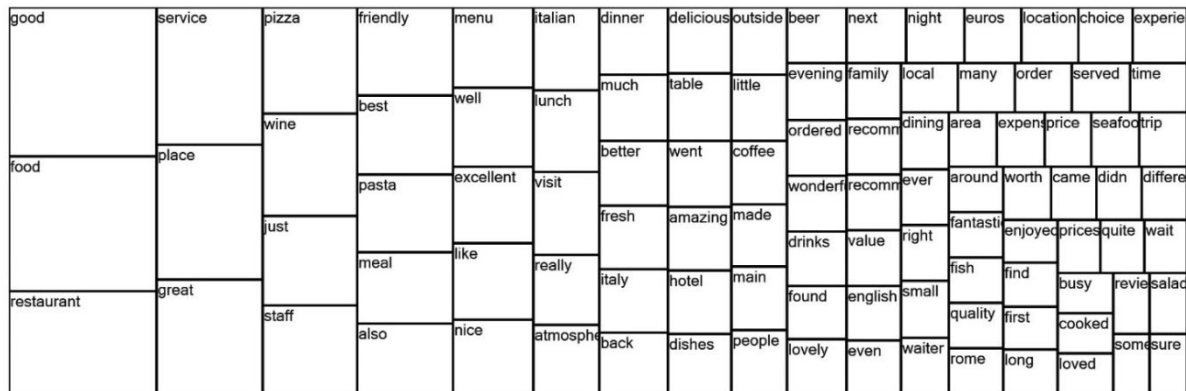 good
food
restaurant
service
place
great
pizza
wine
just
staff
friendly
best
pasta
meal
also
menu
well
excellent
like
nice
italian
lunch
visit
really
atmosphe
dinner
much
better
fresh
italy
back
delicious
table
went
amazing
hotel
dishes
outside
little
coffee
made
main
people
beer
evening
ordered
wonderf
drinks
found
lovely
next
family
recomm
recomm
value
english
even
night
euros
location
choice
experie
local
many
order
served
time
dining
ever
right
small
waiter
area
expens
price
seafoo
trip
around
fantasti
fish
quality
rome
worth
came
didn
differe
enjoyed
find
first
long
prices
quite
wait
busy
cooked
loved
revie
salad
some
sure